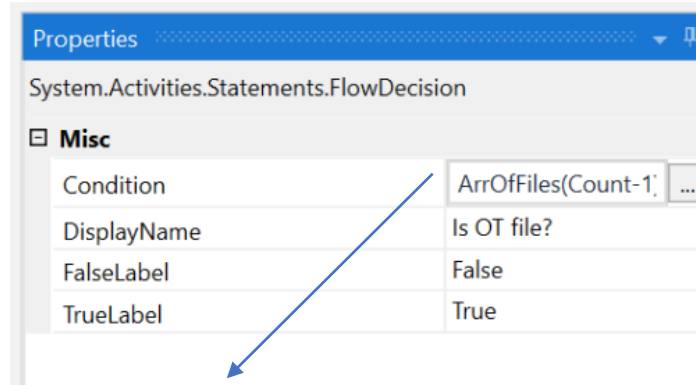 Properties
System.Activities.Statements.FlowDecision
Misc
Condition ArrOfFiles(Count-1) ...
DisplayName Is OT file?
FalseLabel False
TrueLabel True